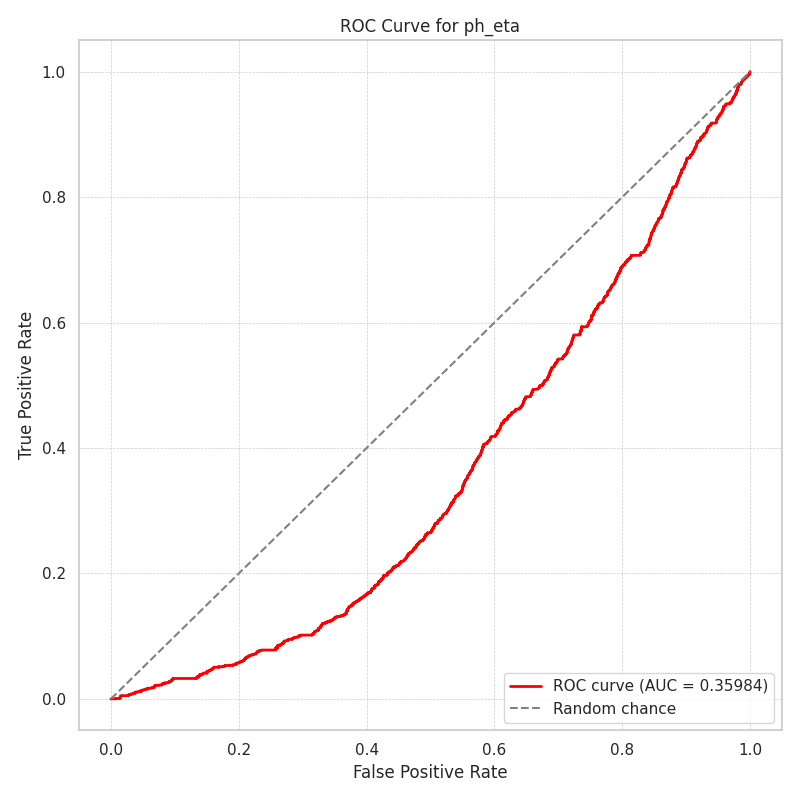 ROC Curve for ph_eta
True Positive Rate
1.0
0.8
0.6
0.4
0.2
0.0
0.0 0.2 0.4 0.6 0.8 1.0
False Positive Rate
ROC curve (AUC = 0.35984)
Random chance